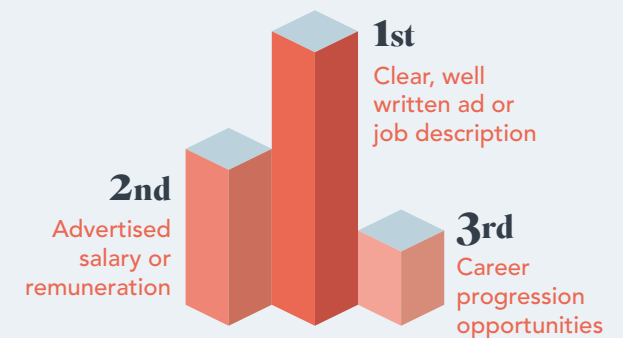 1st
Clear, well
written ad or
job description
2nd
Advertised
salary or
remuneration
3rd
Career
progression
opportunities